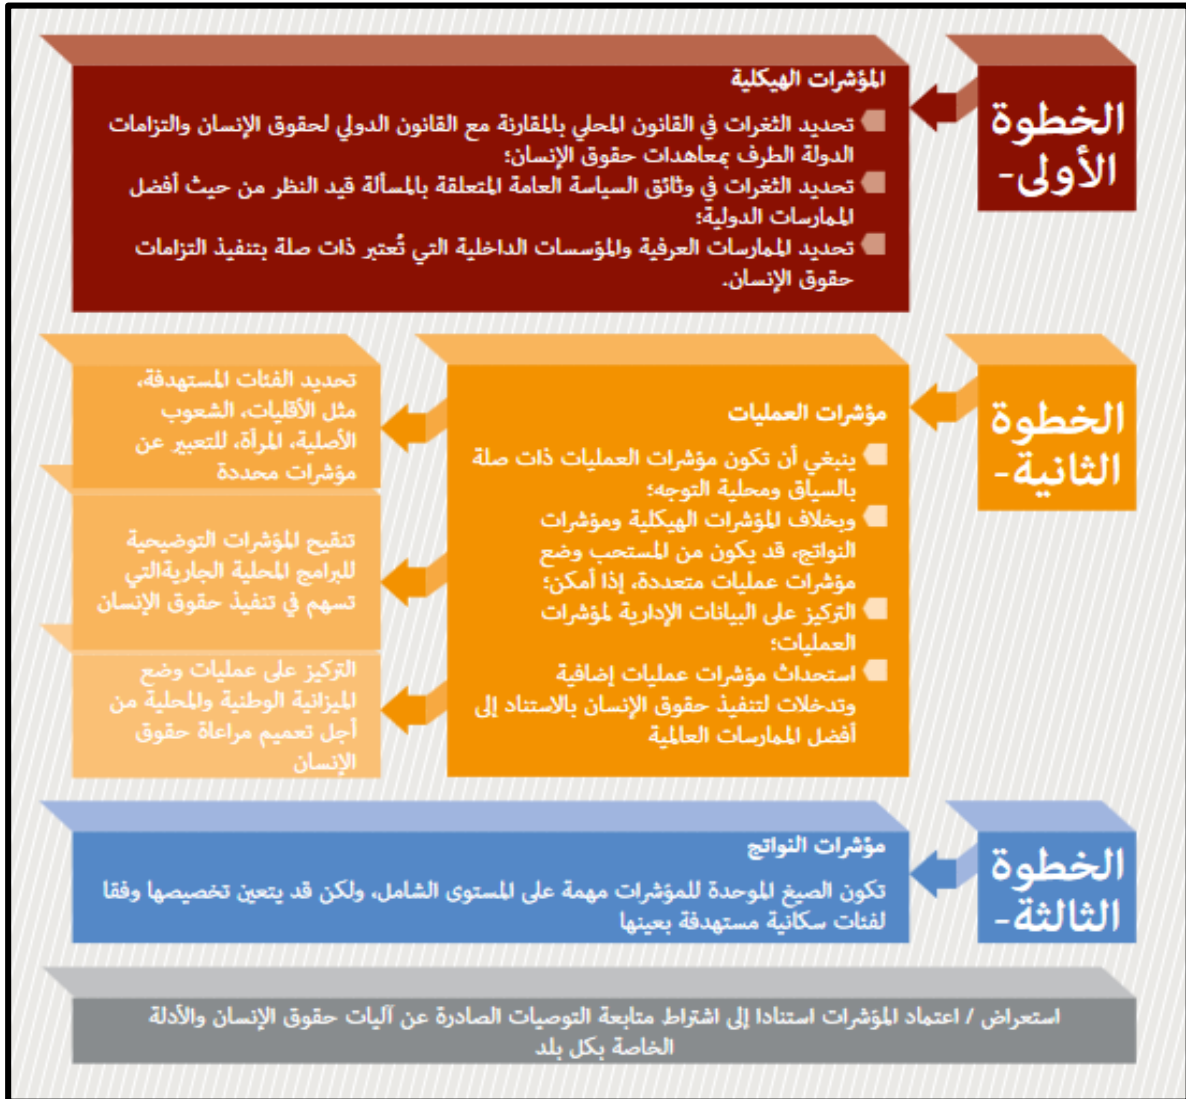 الخطوة
الأولى-
المؤشرات الهيكلية
تحديد الثغرات في القانون المحلي بالمقارنة مع القانون الدولي لحقوق الإنسان والتزامات
الدولة الطرف بمعاهدات حقوق الإنسان؛
تحديد الثغرات في وثائق السياسة العامة المتعلقة بالمسألة قيد النظر من حيث أفضل
الممارسات الدولية؛
تحديد الممارسات العرفية والمؤسسات الداخلية التي تُعتبر ذات صلة بتنفيذ التزامات
حقوق الإنسان.
الخطوة
الثانية-
مؤشرات العمليات
ينبغي أن تكون مؤشرات العمليات ذات صلة
بالسياق ومحلية التوجه؛
وبخلاف المؤشرات الهيكلية ومؤشرات
النواتج، قد يكون من المستحب وضع
مؤشرات عمليات متعددة، إذا أمكن؛
التركيز على البيانات الإدارية لمؤشرات
العمليات؛
استحداث مؤشرات عمليات إضافية
وتدخلات لتنفيذ حقوق الإنسان بالاستناد إلى
أفضل الممارسات العالمية
تحديد الفئات المستهدفة،
مثل الأقليات، الشعوب
الأصلية، المرأة، للتعبير عن
مؤشرات محددة
تنقيح المؤشرات التوضيحية
للبرامج المحلية الجاريةالتي
تسهم في تنفيذ حقوق الإنسان
التركيز على عمليات وضع
الميزانية الوطنية والمحلية من
أجل تعميم مراعاة حقوق
الإنسان
الخطوة
الثالثة-
مؤشرات النواتج
تكون الصيغ الموحدة للمؤشرات مهمة على المستوى الشامل، ولكن قد يتعين تخصيصها وفقا
لفئات سكانية مستهدفة بعينها
استعراض / اعتماد المؤشرات استنادا إلى اشتراط متابعة التوصيات الصادرة عن آليات حقوق الإنسان والأدلة
الخاصة بكل بلد